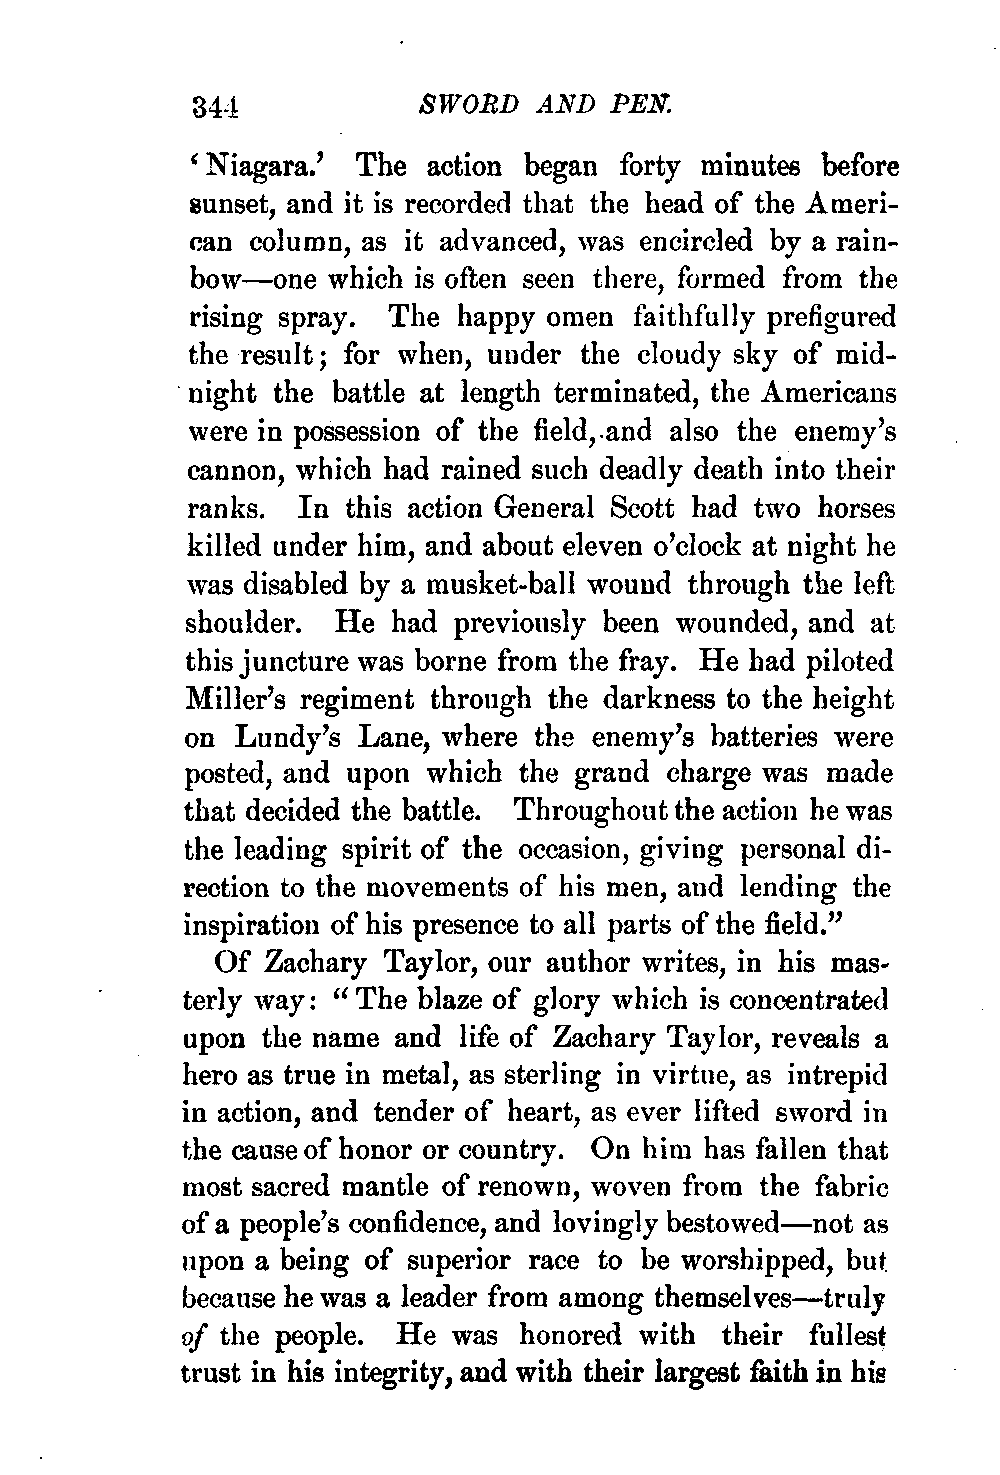 344 SWORD AND PEN.
‘Niagara.’ The action began forty minutes before
sunset, and it is recorded that the head of the Ameri-
can column, as it advanced, was encircled by a rain-
bow—one which is often seen there, formed from the
rising spray. The happy omen faithfully prefigured
the result; for when, under the cloudy sky of mid-
night the battle at length terminated, the Americans
were in possession of the field, and also the enemy's
cannon, which had rained such deadly death into their
ranks. In this action General Scott had two horses
killed under him, and about eleven o'clock at night he
was disabled by a musket-ball wound through the left
shoulder. He had previously been wounded, and at
this juncture was borne from the fray. He had piloted
Miller's regiment through the darkness to the height
on Lundy's Lane, where the enemy's batteries were
posted, and upon which the grand charge was made
that decided the battle. Throughout the action he was
the leading spirit of the occasion, giving personal di-
rection to the movements of his men, and lending the
inspiration of his presence to all parts of the field.”
Of Zachary Taylor, our author writes, in his mas-
terly way: “The blaze of glory which is concentrated
upon the name and life of Zachary Taylor, reveals a
hero as true in metal, as sterling in virtue, as intrepid
in action, and tender of heart, as ever lifted sword in
the cause of honor or country. On him has fallen that
most sacred mantle of renown, woven from the fabric
of a people's confidence, and lovingly bestowed—not as
upon a being of superior race to be worshipped, but
because he was a leader from among themselves—truly
of the people. He was honored with their fullest
trust in his integrity, and with their largest faith in his